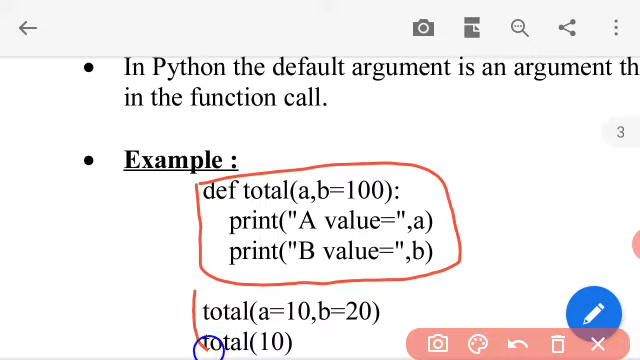 In Python the default argument is an argument th
in the function call.
3
Example :
def total(a,b=100):
print("A value=",a)
print("B value=",b)
total(a=10,b=20)
total(10)